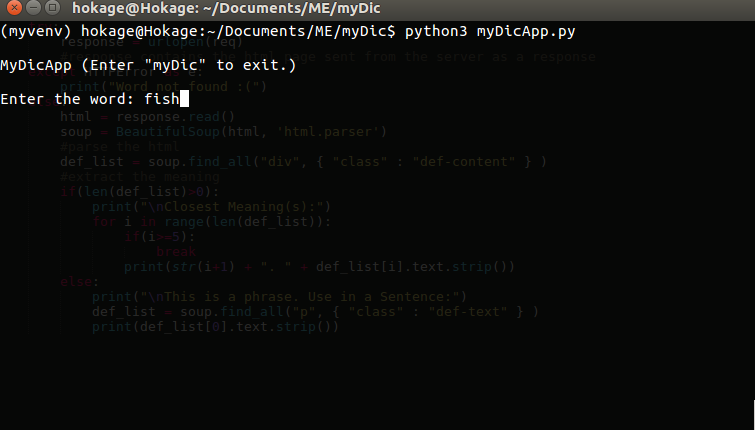 hokage@Hokage: ~/Documents/ME/myDic
(myvenv) hokage@Hokage:~/Documents/ME/myDic$ python3 myDicApp.py
response = urlopen(req)
page sent from the server as a response
MyDicApp (Enter "myDic" to exit.)
HTTPError e:
print("Word not found :(")
Enter the word: fish
html = response.read()
soup = BeautifulSoup(html, 'html.parser')
#parse the html
def_list = soup.find_all("div", { "class" : "def-content" } )
#extract the meaning
if(len(def_list)>0):
print("\nClosest Meaning(s):")
for i in range(len(def_list)):
if(i>=5):
break
print(str(i+1) + ". " + def_list[i].text.strip())
else:
print("\nThis is a phrase. Use in a Sentence:")
def_list = soup.find_all("p", { "class" : "def-text" } )
print(def_list[0].text.strip())